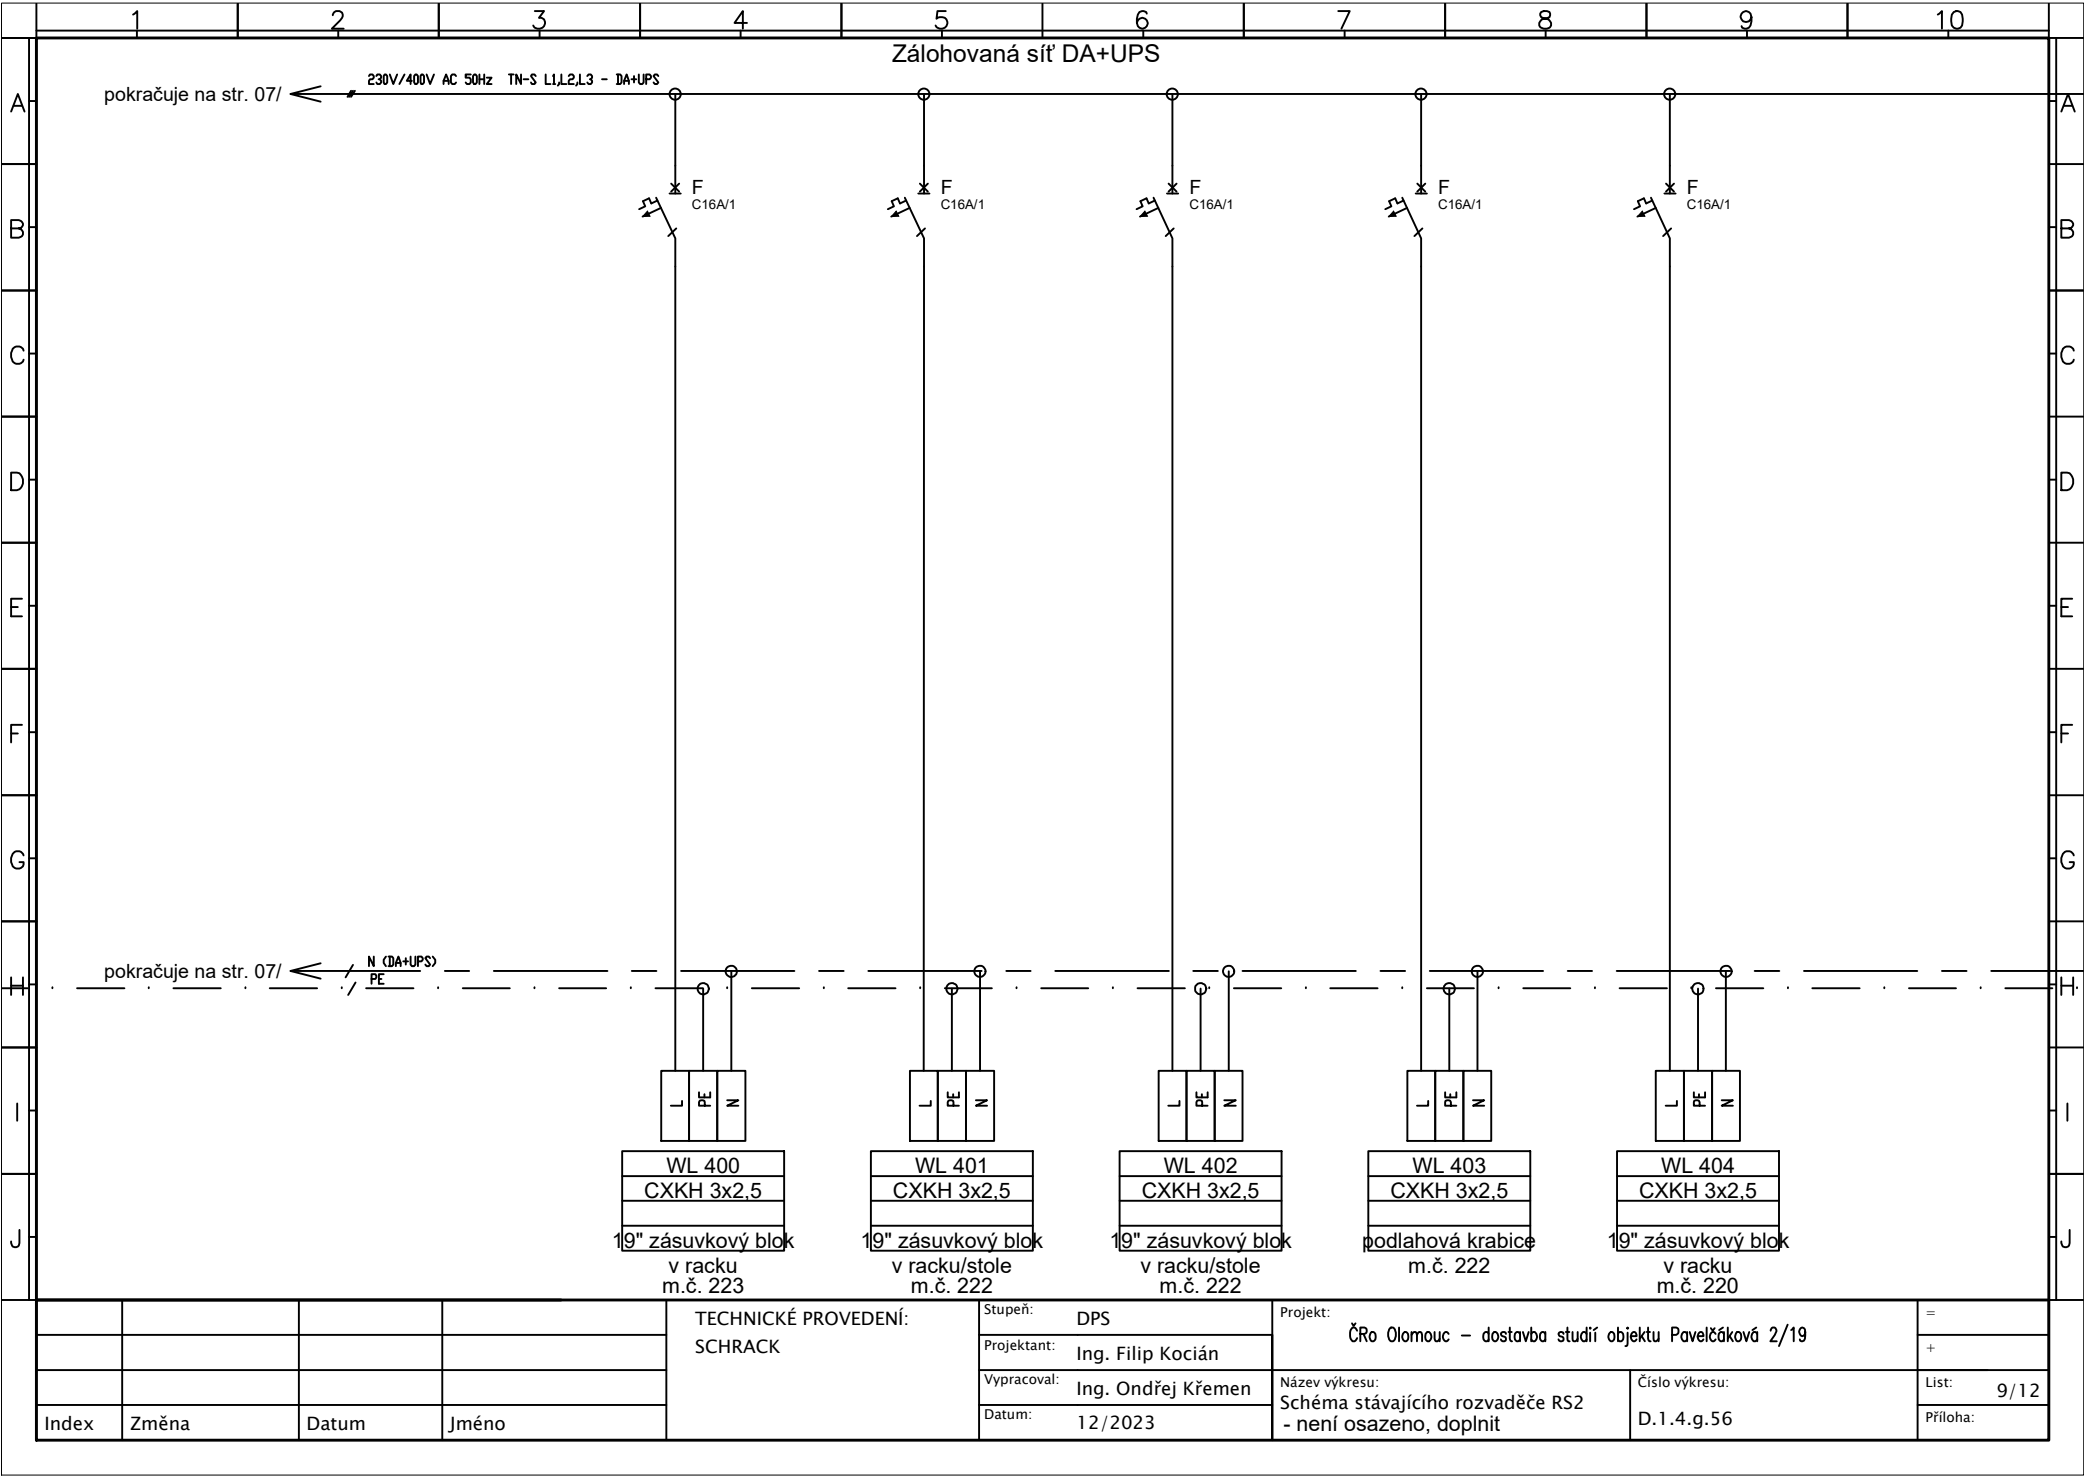 1 2 3 4 5 6 7 8 9 10
Zálohovaná síť DA+UPS
230V/400V AC 50Hz TN-S L1,L2,L3 - DA+UPS
pokračuje na str. 07/
A A
F F F F F
C16A/1 C16A/1 C16A/1 C16A/1 C16A/1
B B
C C
D D
E E
F F
G G
N (DA+UPS)
pokračuje na str. 07/
PE
H H
L PE N L PE N L PE N L PE N L PE N
I I
WL 400 WL 401 WL 402 WL 403 WL 404
CXKH 3x2,5 CXKH 3x2,5 CXKH 3x2,5 CXKH 3x2,5 CXKH 3x2,5
J J
19" zásuvkový blok 19" zásuvkový blok 19" zásuvkový blok podlahová krabice 19" zásuvkový blok
v racku v racku/stole v racku/stole m.č. 222 v racku
m.č. 223 m.č. 222 m.č. 222 m.č. 220
TECHNICKÉ PROVEDENÍ:
SCHRACK
Stupeň: DPS
Projektant: Ing. Filip Kocián
Vypracoval: Ing. Ondřej Křemen
Datum: 12/2023
Projekt:
ČRo Olomouc – dostavba studií objektu Pavelčáková 2/19
Název výkresu:
Schéma stávajícího rozvaděče RS2
- není osazeno, doplnit
Číslo výkresu:
D.1.4.g.56
=
+
List: 9/12
Příloha:
Index Změna Datum Jméno